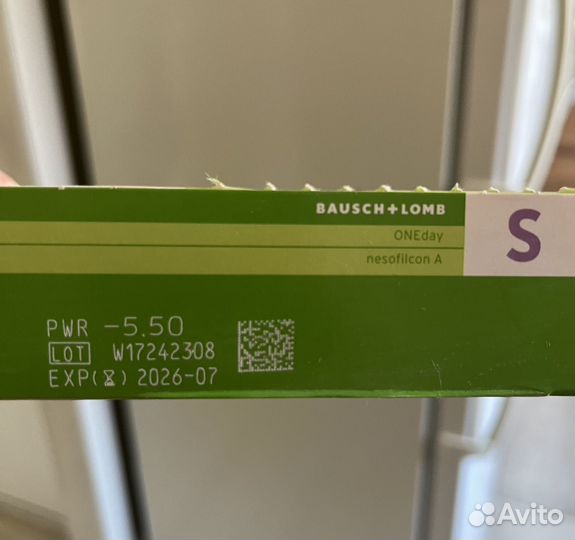 BAUSCH+LOMB
ONEday
nesofilcon A
S
PWR -5.50
LOT W17242308
EXP(⧖) 2026-07
Avito